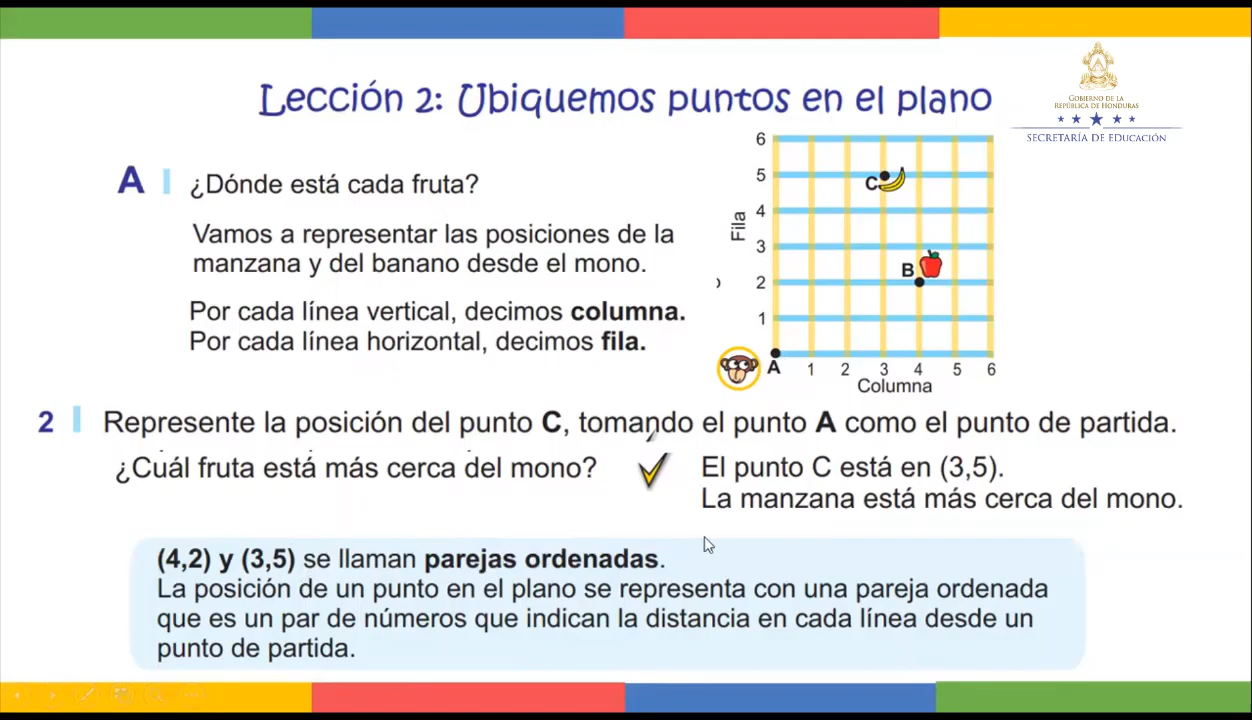 Lección 2: Ubiquemos puntos en el plano
GOBIERNO DE LA
REPÚBLICA DE HONDURAS
SECRETARÍA DE EDUCACIÓN
A
¿Dónde está cada fruta?
Vamos a representar las posiciones de la
manzana y del banano desde el mono.
Por cada línea vertical, decimos columna.
Por cada línea horizontal, decimos fila.
6
5
C
4
Fila
3
B
2
1
A 1 2 3 4 5 6
Columna
2 Represente la posición del punto C, tomando el punto A como el punto de partida.
¿Cuál fruta está más cerca del mono?
El punto C está en (3,5).
La manzana está más cerca del mono.
(4,2) y (3,5) se llaman parejas ordenadas.
La posición de un punto en el plano se representa con una pareja ordenada
que es un par de números que indican la distancia en cada línea desde un
punto de partida.